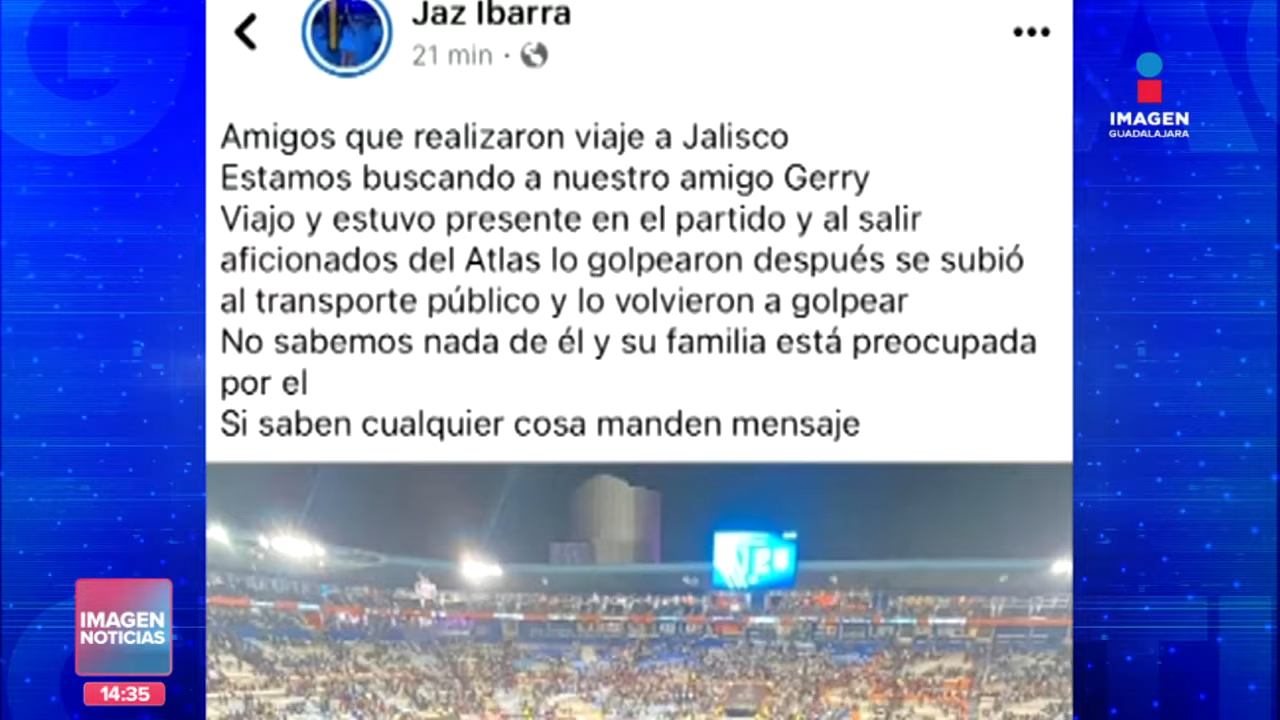 Jaz Ibarra
21 min ·
IMAGEN
GUADALAJARA
Amigos que realizaron viaje a Jalisco
Estamos buscando a nuestro amigo Gerry
Viajo y estuvo presente en el partido y al salir
aficionados del Atlas lo golpearon después se subió
al transporte público y lo volvieron a golpear
No sabemos nada de él y su familia está preocupada
por el
Si saben cualquier cosa manden mensaje
IMAGEN
NOTICIAS
14:35